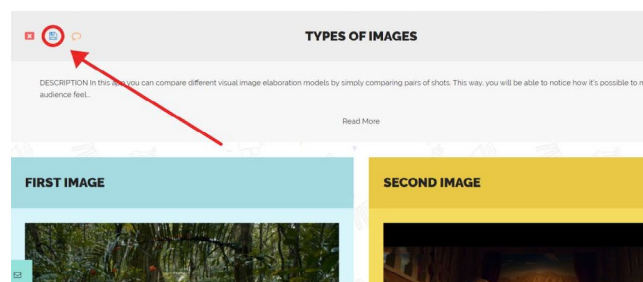 TYPES OF IMAGES
DESCRIPTION In this app you can compare different visual image elaboration models by simply comparing pairs of shots. This way, you will be able to notice how it's possible to
audience feel...
Read More
FIRST IMAGE
SECOND IMAGE